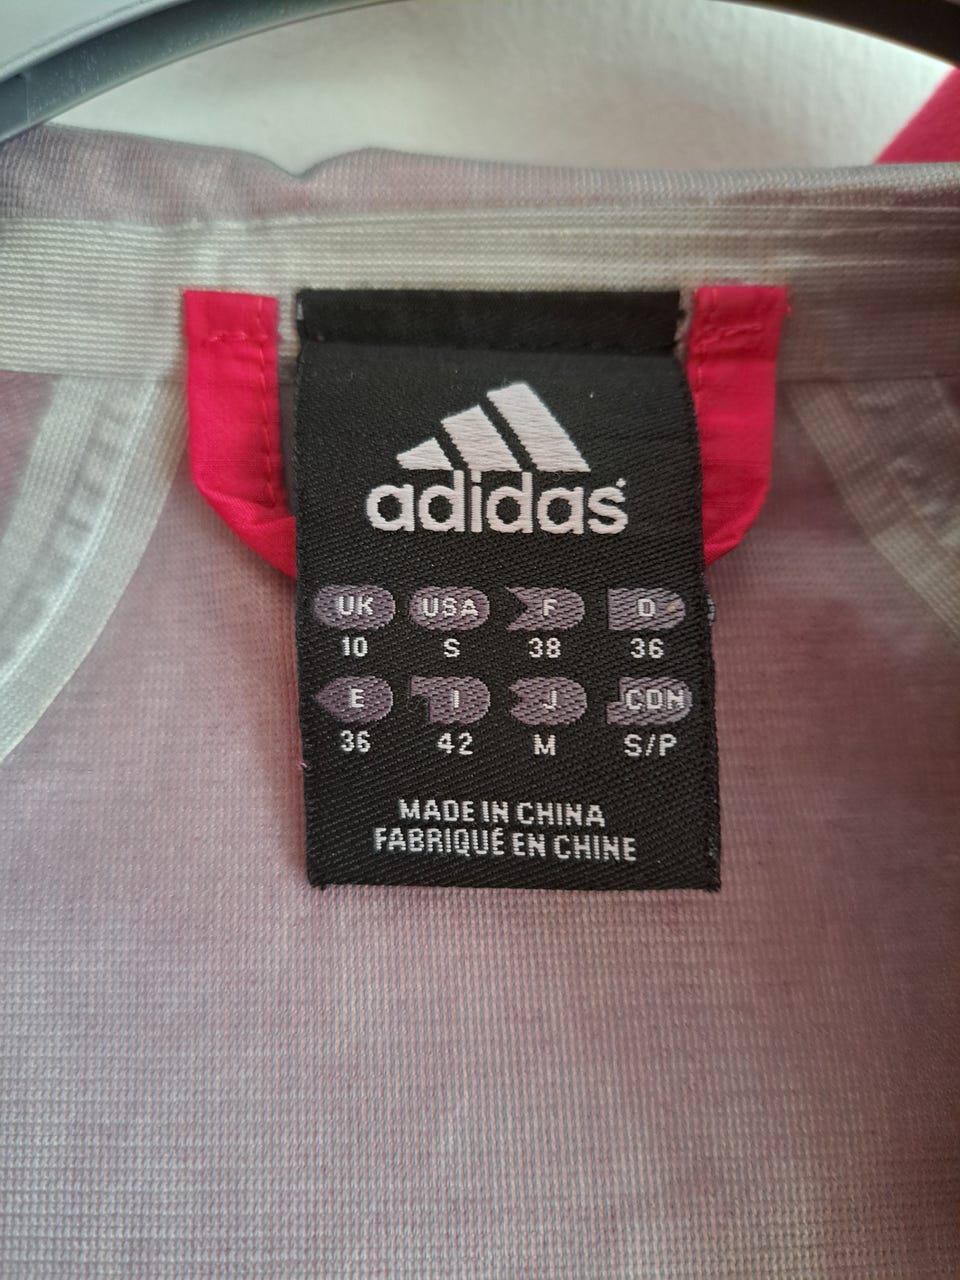 adidas
UK USA F D
10 S 38 36
E I J CDN
36 42 M S/P
MADE IN CHINA
FABRIQUÉ EN CHINE